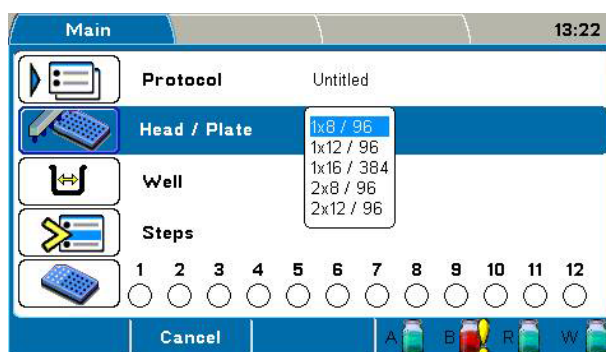 Main 13:22
Protocol Untitled
Head / Plate
1x8 / 96
1x12 / 96
1x16 / 384
2x8 / 96
2x12 / 96
Well
Steps
1 2 3 4 5 6 7 8 9 10 11 12
Cancel A B R W